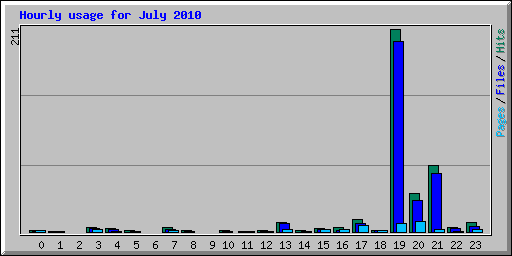 Hourly usage for July 2010
211
Pages/Files/Hits
0 1 2 3 4 5 6 7 8 9 10 11 12 13 14 15 16 17 18 19 20 21 22 23